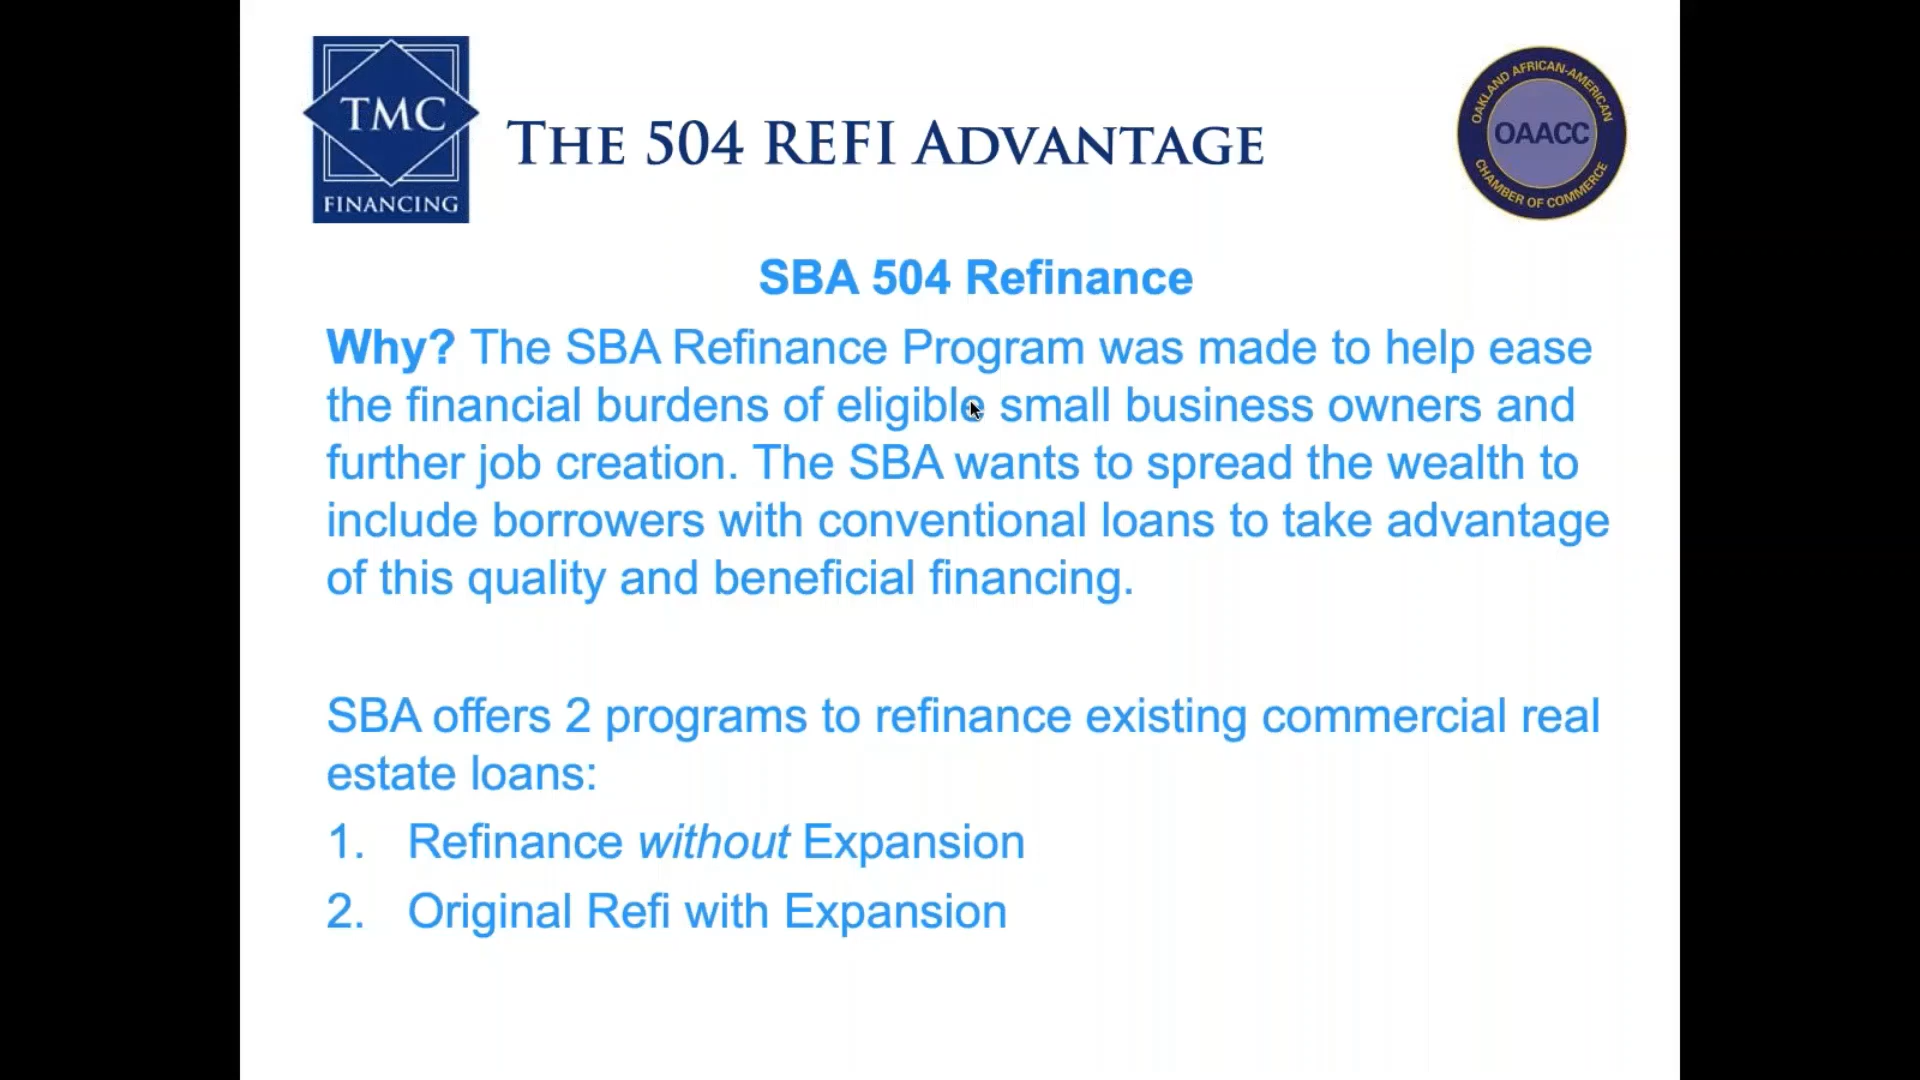 TMC
FINANCING
THE 504 REFI ADVANTAGE
OAKLAND AFRICAN-AMERICAN
OAACC
CHAMBER OF COMMERCE
SBA 504 Refinance
Why? The SBA Refinance Program was made to help ease
the financial burdens of eligible small business owners and
further job creation. The SBA wants to spread the wealth to
include borrowers with conventional loans to take advantage
of this quality and beneficial financing.
SBA offers 2 programs to refinance existing commercial real
estate loans:
1. Refinance without Expansion
2. Original Refi with Expansion